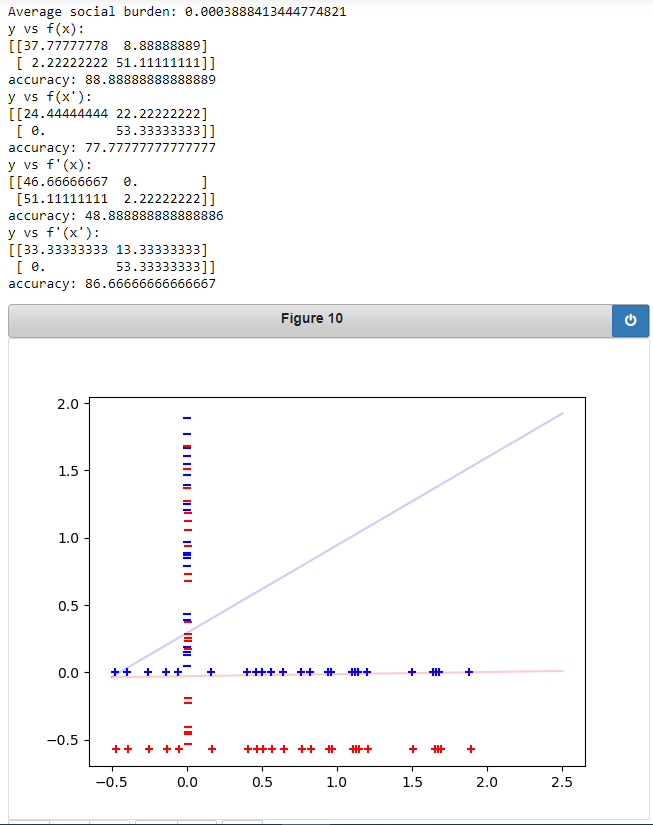 Average social burden: 0.0003888413444774821
y vs f(x):
[[37.77777778  8.88888889]
 [ 2.22222222 51.11111111]]
accuracy: 88.88888888888889
y vs f(x'):
[[24.44444444 22.22222222]
 [ 0.         53.33333333]]
accuracy: 77.77777777777777
y vs f'(x):
[[46.66666667  0.        ]
 [51.11111111  2.22222222]]
accuracy: 48.888888888888886
y vs f'(x'):
[[33.33333333 13.33333333]
 [ 0.         53.33333333]]
accuracy: 86.66666666666667
Figure 10
2.0
1.5
1.0
0.5
0.0
−0.5
−0.5 0.0 0.5 1.0 1.5 2.0 2.5